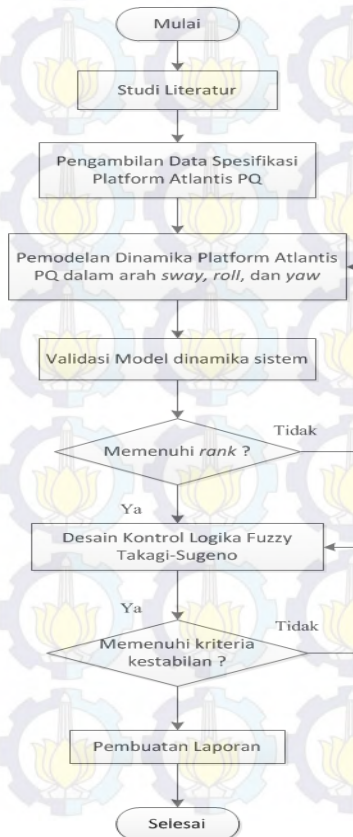 Mulai
Studi Literatur
Pengambilan Data Spesifikasi
Platform Atlantis PQ
Pemodelan Dinamika Platform Atlantis
PQ dalam arah sway, roll, dan yaw
Validasi Model dinamika sistem
Tidak
Memenuhi rank ?
Ya
Desain Kontrol Logika Fuzzy
Takagi-Sugeno
Ya
Tidak
Memenuhi kriteria
kestabilan ?
Pembuatan Laporan
Selesai